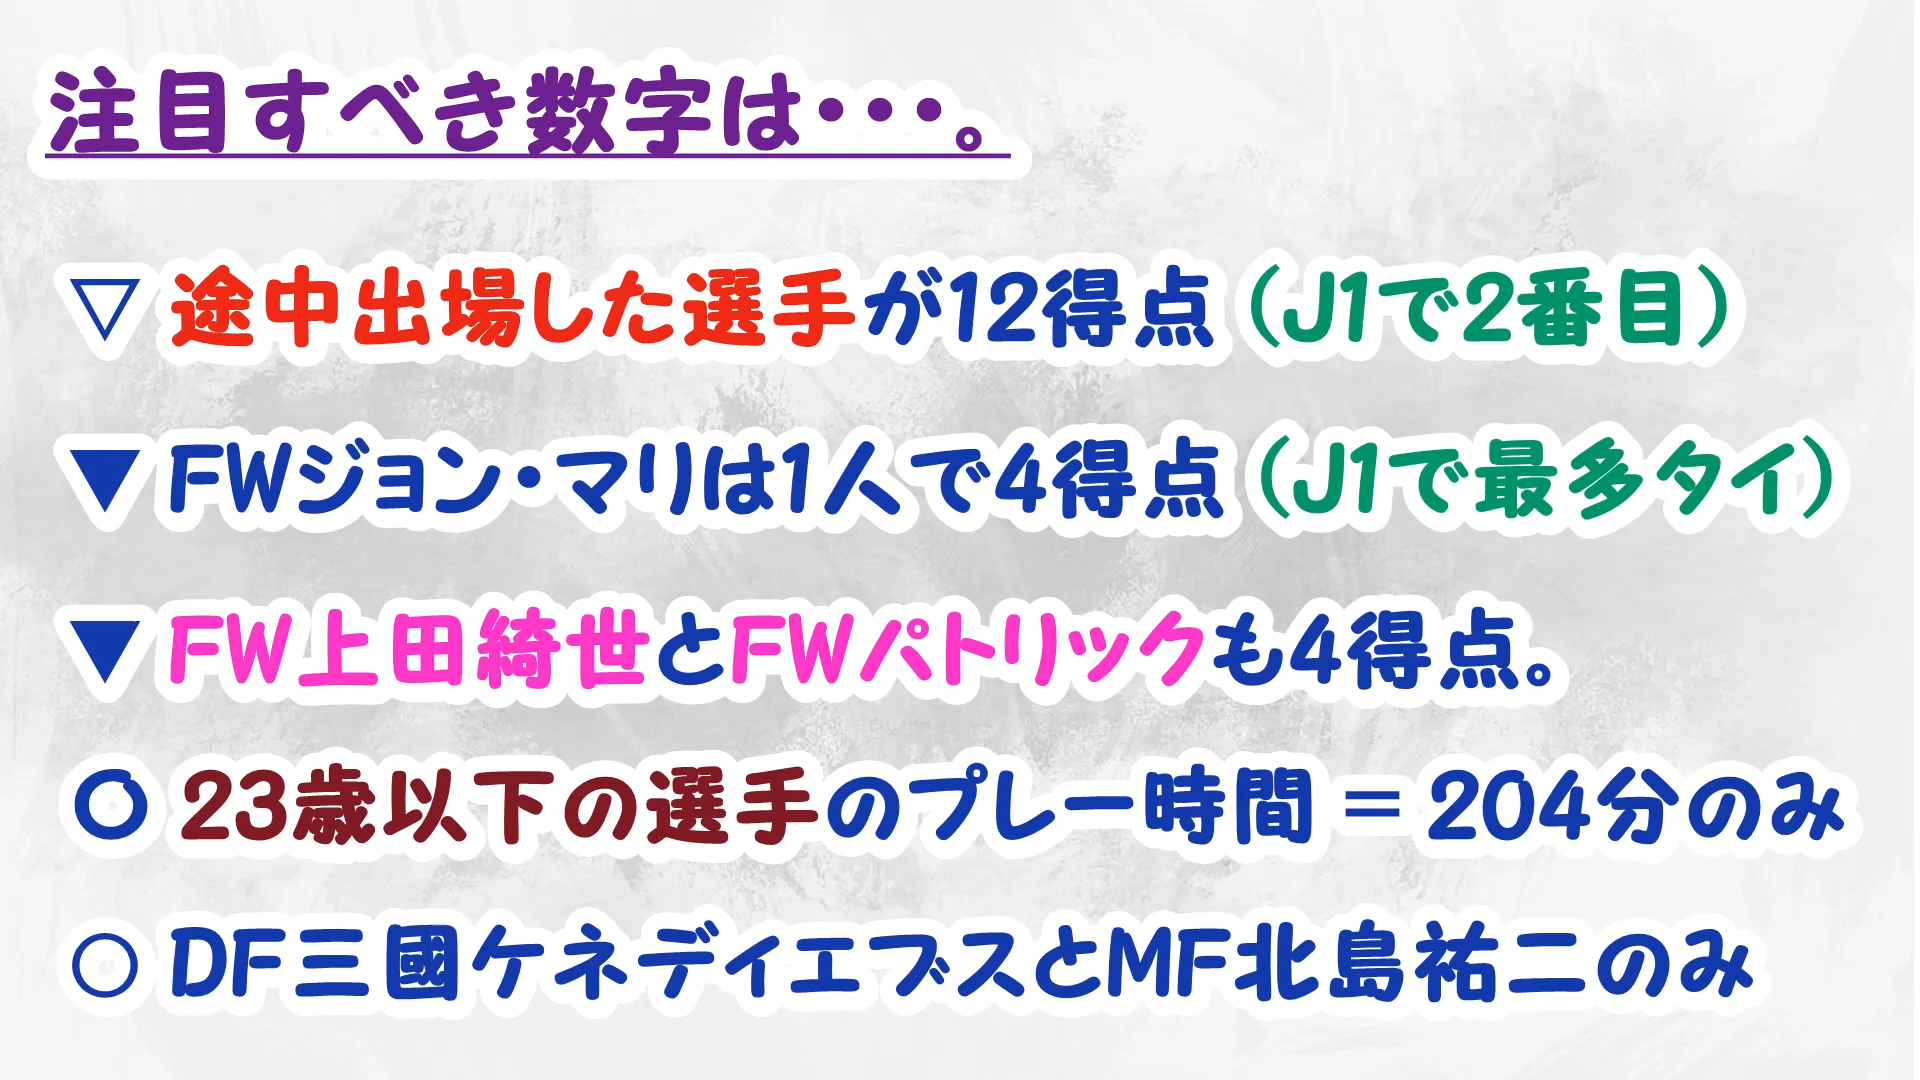 注目すべき数字は・・・。
▽ 途中出場した選手が12得点（J1で2番目）
▼ FWジョン・マリは1人で4得点（J1で最多タイ）
▼ FW上田綺世とFWパトリックも4得点。
○ 23歳以下の選手のプレー時間 ＝ 204分のみ
○ DF三國ケネディエブスとMF北島祐二のみ